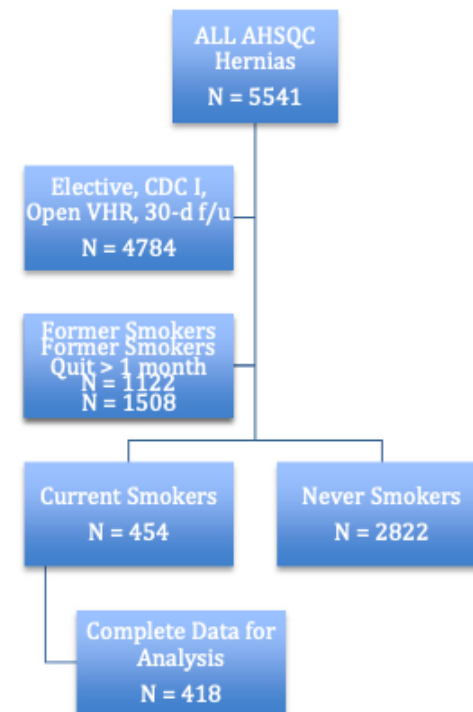 ALL AHSQC
Hernias
N = 5541
Elective, CDC I,
Open VHR, 30-d f/u
N = 4784
Former Smokers
Former Smokers
Quit > 1 month
N = 1122
N = 1508
Current Smokers
N = 454
Never Smokers
N = 2822
Complete Data for
Analysis
N = 418